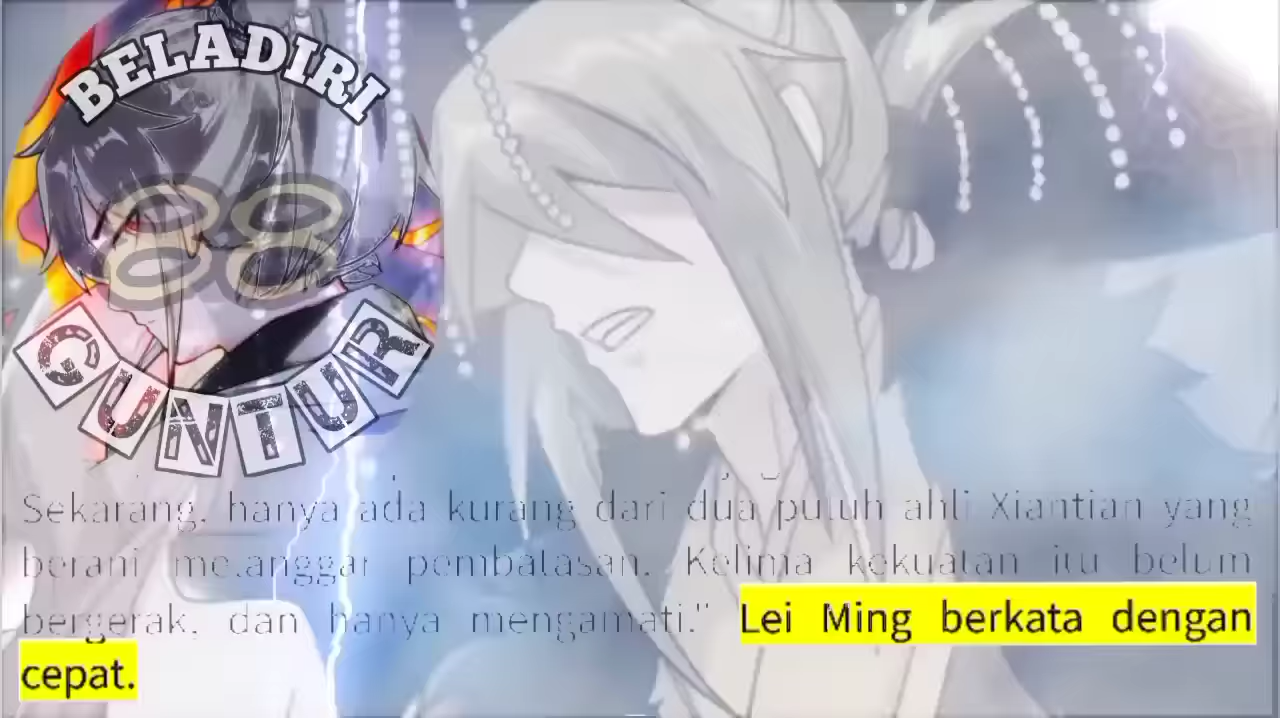 BELADIRI
GUNTUR
Sekarang, hanya ada kurang dari dua puluh ahli Xiantian yang
berani melanggar pembatasan. Kelima kekuatan itu belum
bergerak, dan hanya mengamati." Lei Ming berkata dengan
cepat.